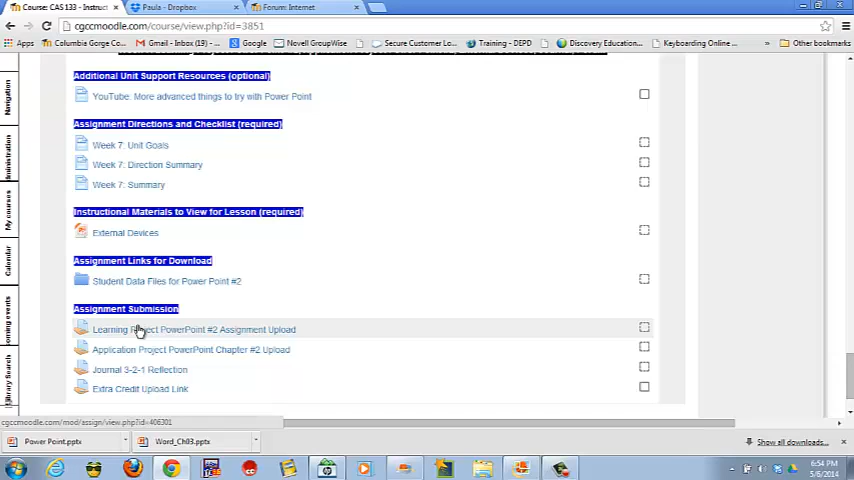 Course: CAS 133 - Instruct
Paula - Dropbox
Forum: Internet
cgccmoodle.com/course/view.php?id=3851
Apps
Columbia Gorge Co...
Gmail - Inbox (19) - ...
Google
Novell GroupWise
Secure Customer Lo...
Training - DEPD
Discovery Education...
Keyboarding Online...
»
Other bookmarks
Navigation
My courses
Calendar
Library Search
Additional Unit Support Resources (optional)
YouTube: More advanced things to try with Power Point
Assignment Directions and Checklist (required)
Week 7: Unit Goals
Week 7: Direction Summary
Week 7: Summary
Instructional Materials to View for Lesson (required)
External Devices
Assignment Links for Download
Student Data Files for Power Point #2
Assignment Submission
Learning Project PowerPoint #2 Assignment Upload
Application Project PowerPoint Chapter #2 Upload
Journal 3-2-1 Reflection
Extra Credit Upload Link
cgccmoodle.com/mod/assign/view.php?id=406301
Power Point.pptx
Word_Ch03.pptx
Show all downloads...
6:54 PM
5/6/2014